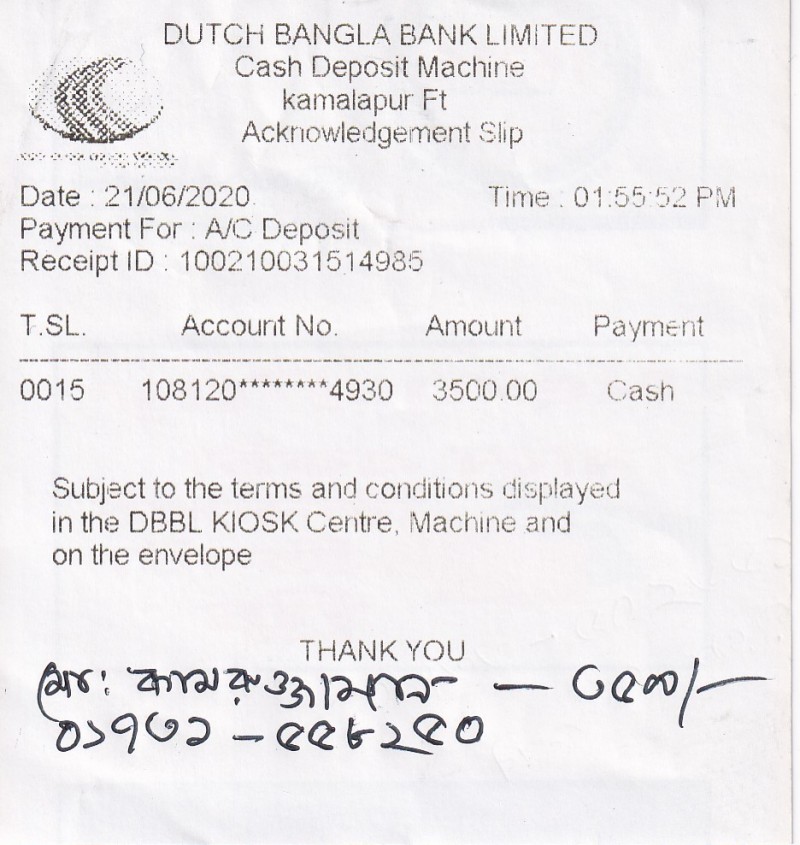 DUTCH BANGLA BANK LIMITED
Cash Deposit Machine
kamalapur Ft
Acknowledgement Slip
Date : 21/06/2020 Time : 01:55:52 PM
Payment For : A/C Deposit
Receipt ID : 100210031514985
T.SL. Account No. Amount Payment
0015 108120********4930 3500.00 Cash
Subject to the terms and conditions displayed
in the DBBL KIOSK Centre, Machine and
on the envelope
THANK YOU
মোঃ কামরুজ্জামান — ৩৫০০/-
০১৭৩১ - ৫৫৮২৫০